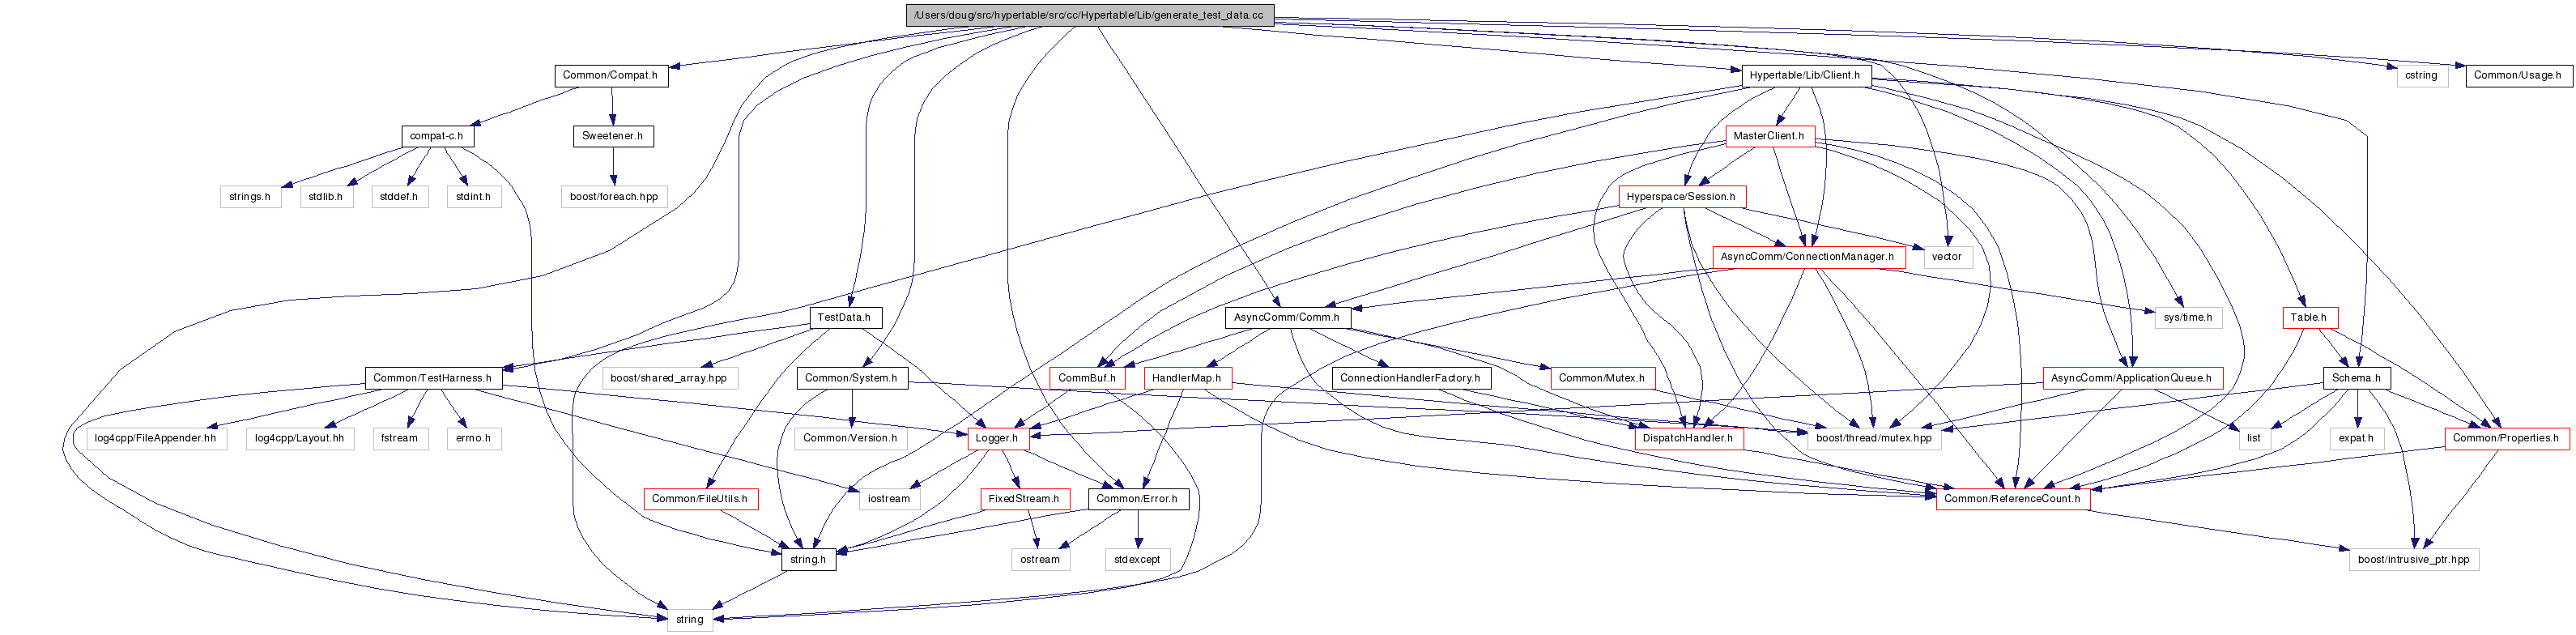 /Users/doug/src/hypertable/src/cc/Hypertable/Lib/generate_test_data.cc
Common/Compat.h
Hypertable/Lib/Client.h
cstring
Common/Usage.h
compat-c.h
Sweetener.h
MasterClient.h
strings.h
stdlib.h
stddef.h
stdint.h
boost/foreach.hpp
Hyperspace/Session.h
AsyncComm/ConnectionManager.h
vector
TestData.h
AsyncComm/Comm.h
sys/time.h
Table.h
Common/TestHarness.h
boost/shared_array.hpp
Common/System.h
CommBuf.h
HandlerMap.h
ConnectionHandlerFactory.h
Common/Mutex.h
AsyncComm/ApplicationQueue.h
Schema.h
log4cpp/FileAppender.hh
log4cpp/Layout.hh
fstream
errno.h
Common/Version.h
Logger.h
DispatchHandler.h
boost/thread/mutex.hpp
list
expat.h
Common/Properties.h
Common/FileUtils.h
iostream
FixedStream.h
Common/Error.h
Common/ReferenceCount.h
string.h
ostream
stdexcept
boost/intrusive_ptr.hpp
string